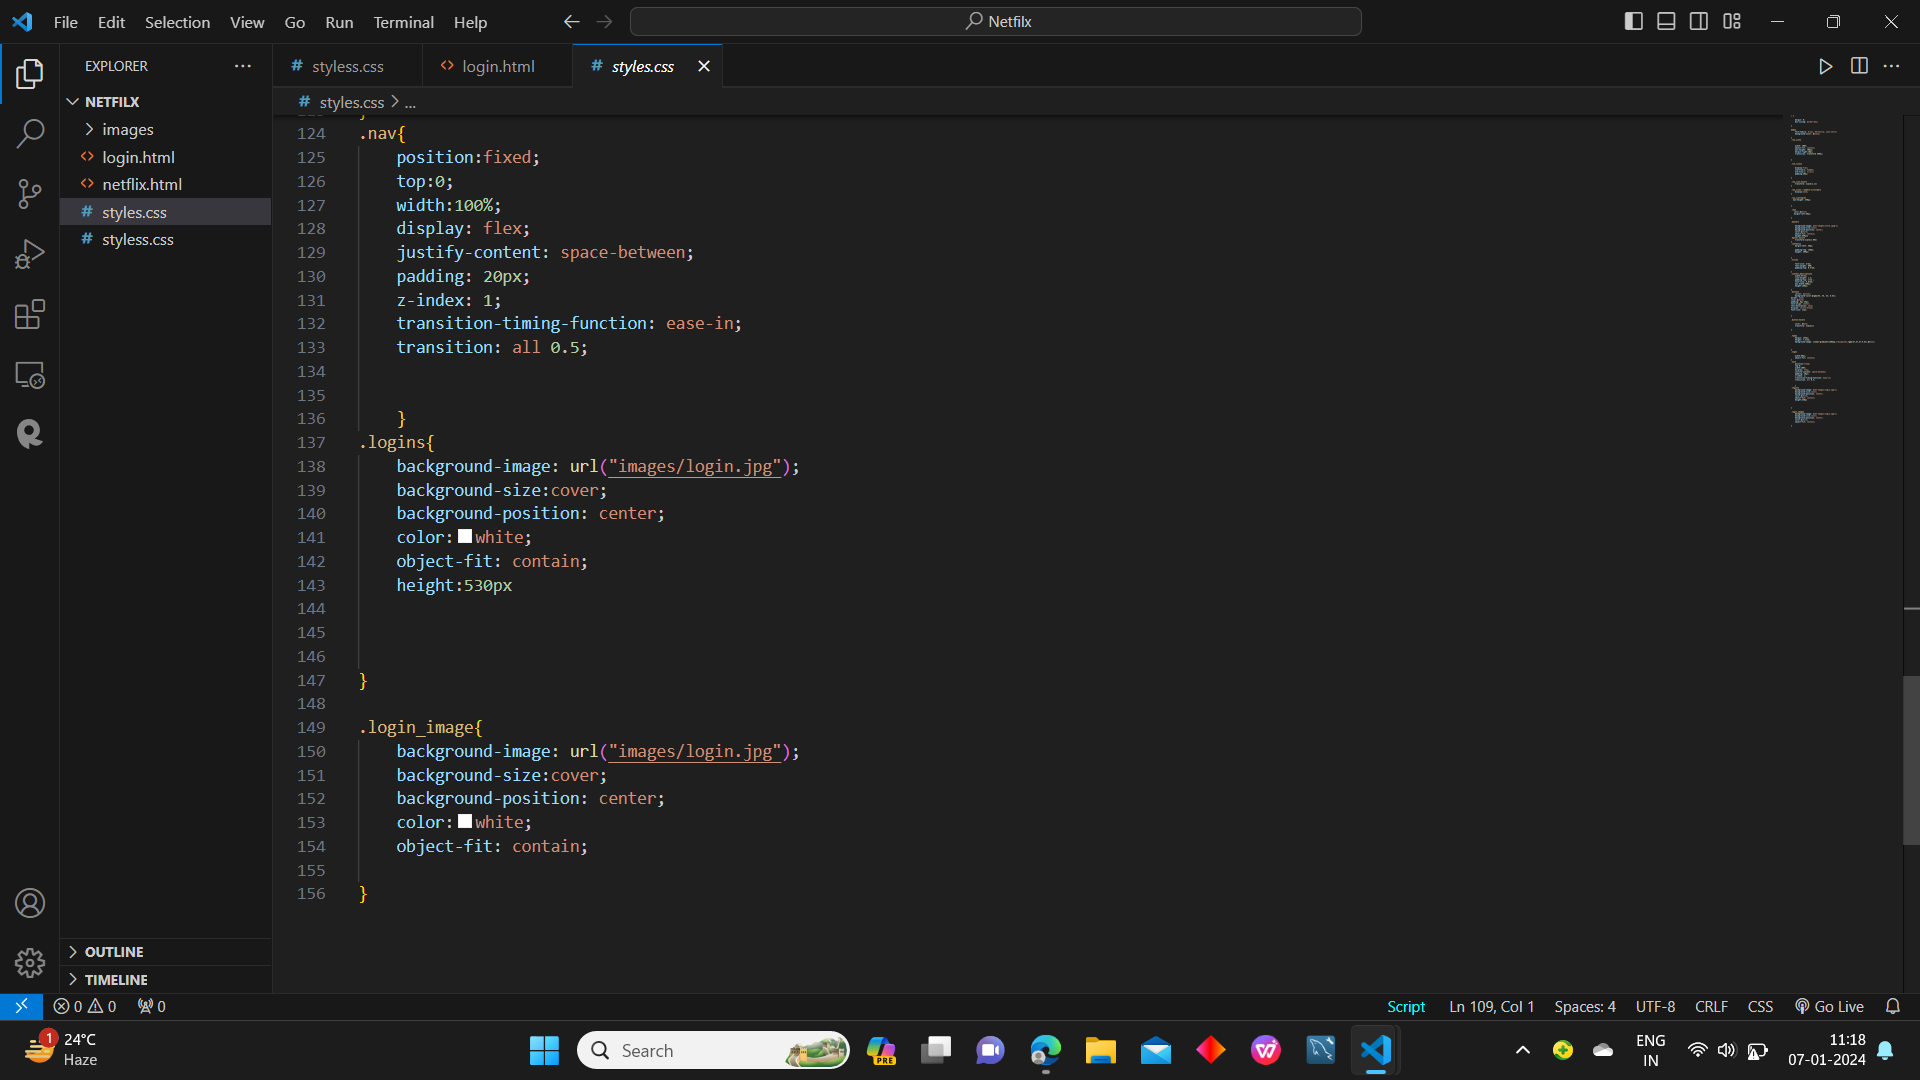 File Edit Selection View Go Run Terminal Help
Netfilx
EXPLORER
NETFILX
images
login.html
netflix.html
styles.css
styless.css
OUTLINE
TIMELINE
styless.css
login.html
styles.css
styles.css > ...
124 .nav{
125 position:fixed;
126 top:0;
127 width:100%;
128 display: flex;
129 justify-content: space-between;
130 padding: 20px;
131 z-index: 1;
132 transition-timing-function: ease-in;
133 transition: all 0.5;
134
135
136 }
137 .logins{
138 background-image: url("images/login.jpg");
139 background-size:cover;
140 background-position: center;
141 color:white;
142 object-fit: contain;
143 height:530px
144
145
146
147 }
148
149 .login_image{
150 background-image: url("images/login.jpg");
151 background-size:cover;
152 background-position: center;
153 color:white;
154 object-fit: contain;
155
156 }
0 0 0
Script Ln 109, Col 1 Spaces: 4 UTF-8 CRLF CSS Go Live
1
24°C
Haze
Search
PRE
ENG
IN
11:18
07-01-2024